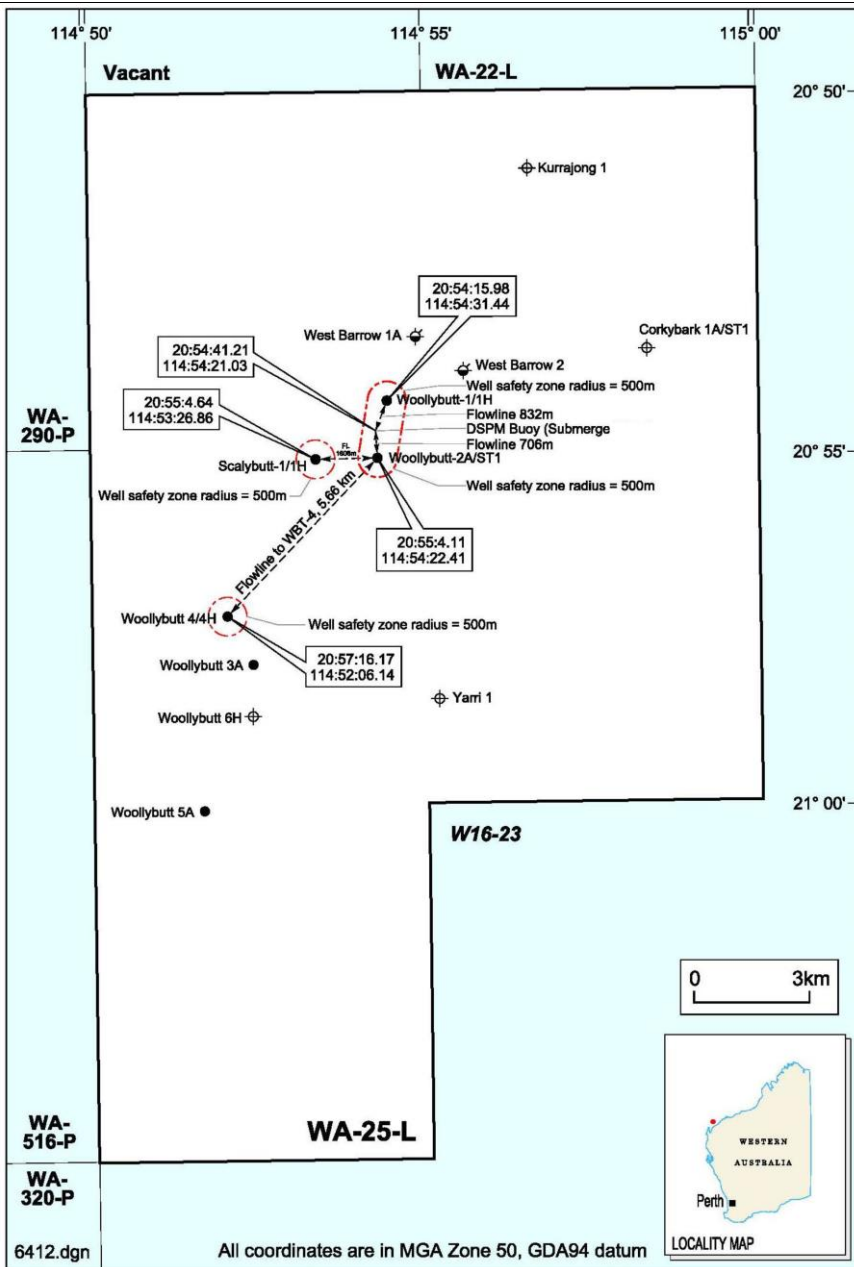 114° 50'
114° 55'
115° 00'
Vacant
WA-22-L
20° 50'
Kurrajong 1
20:54:15.98
114:54:31.44
Corkybark 1A/ST1
West Barrow 1A
20:54:41.21
114:54:21.03
West Barrow 2
Well safety zone radius = 500m
20:55:4.64
114:53:26.86
Woollybutt-1/1H
Flowline 832m
DSPM Buoy (Submerge
WA-
290-P
Flowline 706m
20° 55'
FL
1606m
Scalybutt-1/1H
Woollybutt-2A/ST1
Well safety zone radius = 500m
Well safety zone radius = 500m
20:55:4.11
114:54:22.41
Flowline to WBT-4, 5.66 km
Woollybutt 4/4H
Well safety zone radius = 500m
20:57:16.17
114:52:06.14
Woollybutt 3A
Yarri 1
Woollybutt 6H
21° 00'
Woollybutt 5A
W16-23
0 3km
WA-
516-P
WA-25-L
WESTERN
AUSTRALIA
WA-
320-P
Perth
LOCALITY MAP
6412.dgn
All coordinates are in MGA Zone 50, GDA94 datum